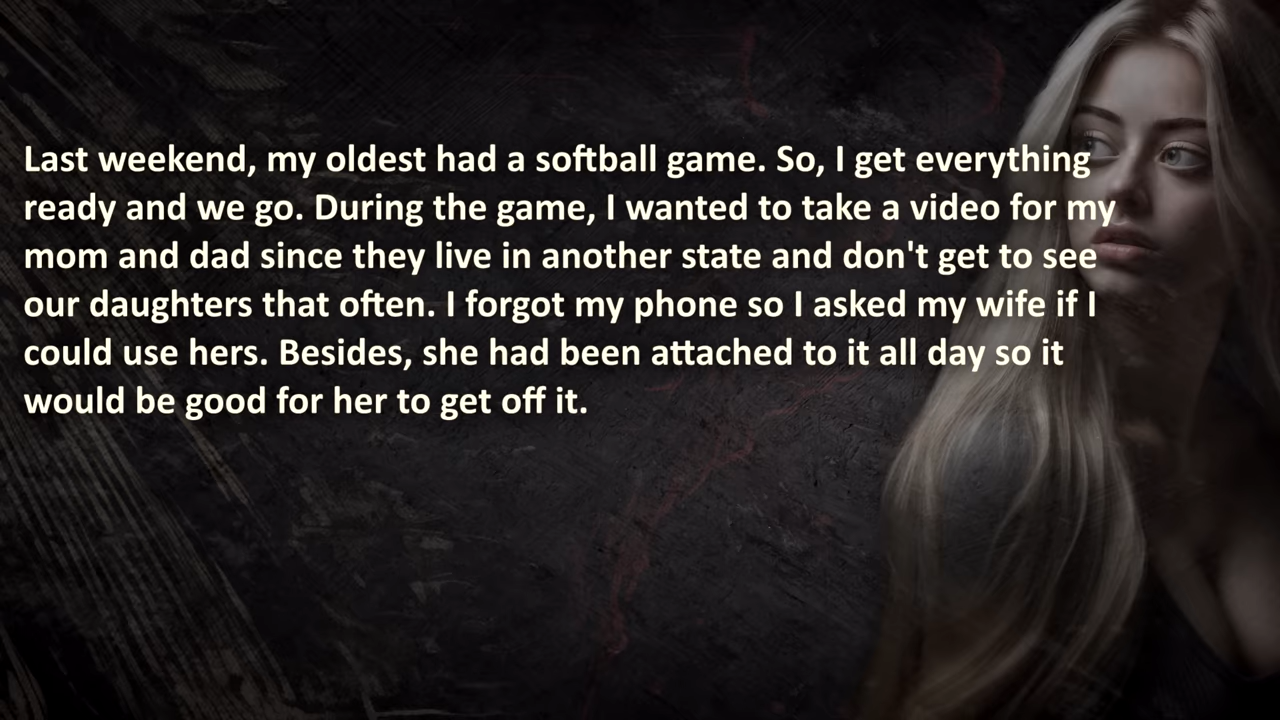 Last weekend, my oldest had a softball game. So, I get everything
ready and we go. During the game, I wanted to take a video for my
mom and dad since they live in another state and don't get to see
our daughters that often. I forgot my phone so I asked my wife if I
could use hers. Besides, she had been attached to it all day so it
would be good for her to get off it.